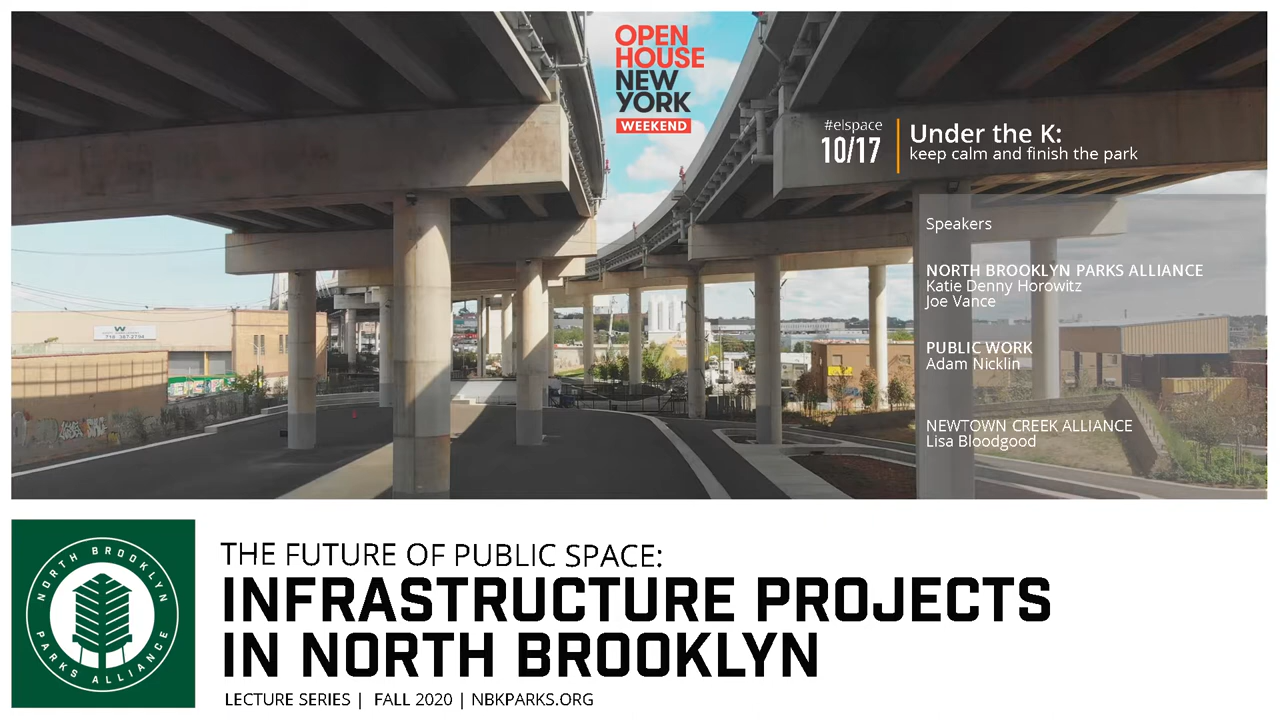 OPEN
HOUSE
NEW
YORK
WEEKEND
#elspace
10/17
Under the K:
keep calm and finish the park
Speakers
NORTH BROOKLYN PARKS ALLIANCE
Katie Denny Horowitz
Joe Vance
PUBLIC WORK
Adam Nicklin
NEWTOWN CREEK ALLIANCE
Lisa Bloodgood
NORTH BROOKLYN
PARKS ALLIANCE
THE FUTURE OF PUBLIC SPACE:
INFRASTRUCTURE PROJECTS
IN NORTH BROOKLYN
LECTURE SERIES | FALL 2020 | NBKPARKS.ORG